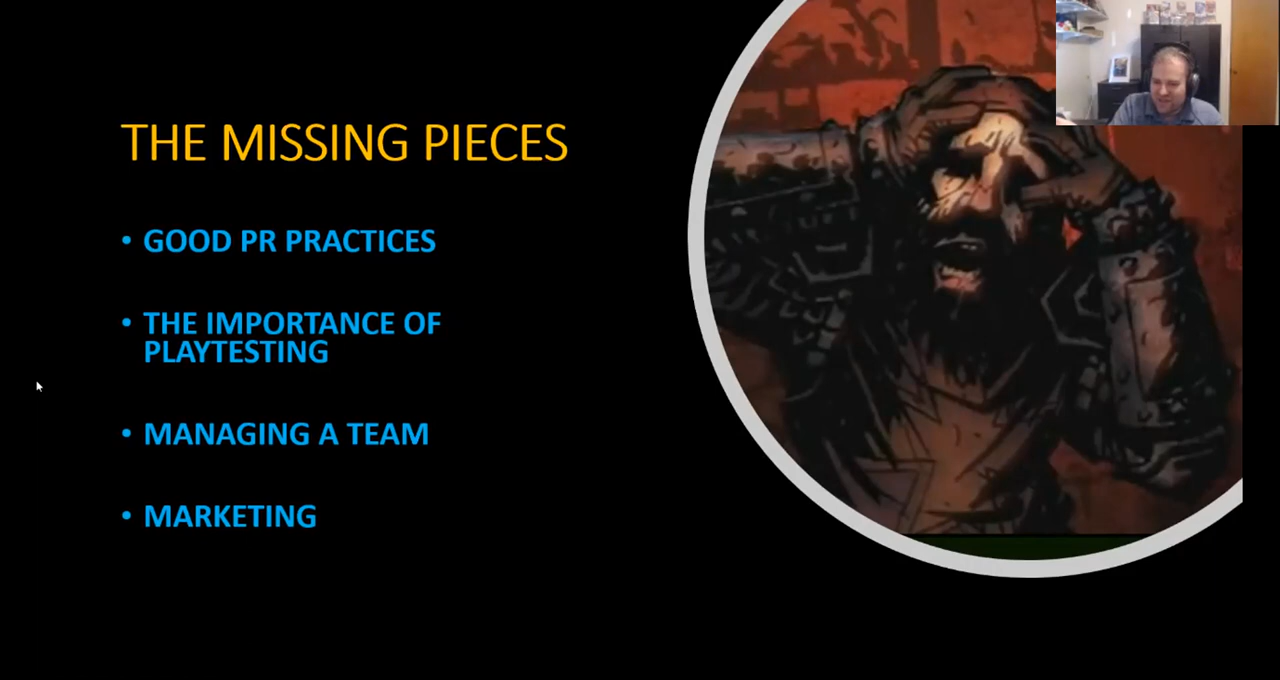 THE MISSING PIECES
• GOOD PR PRACTICES
• THE IMPORTANCE OF
PLAYTESTING
• MANAGING A TEAM
• MARKETING